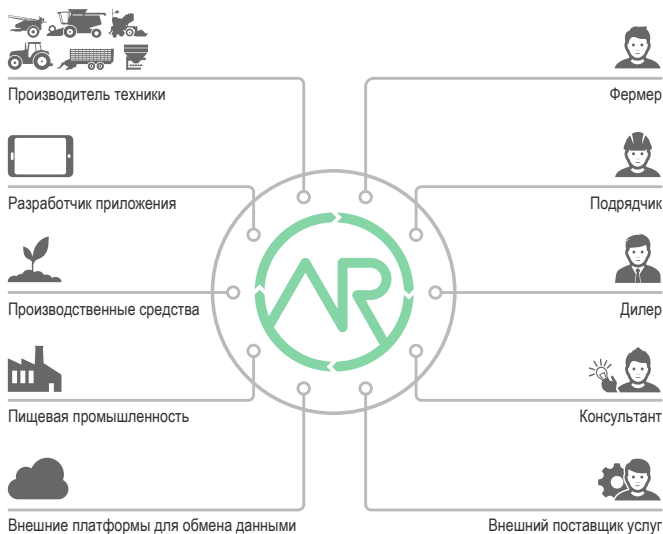 Производитель техники
Фермер
Разработчик приложения
Подрядчик
AR
Производственные средства
Дилер
Пищевая промышленность
Консультант
Внешние платформы для обмена данными
Внешний поставщик услуг